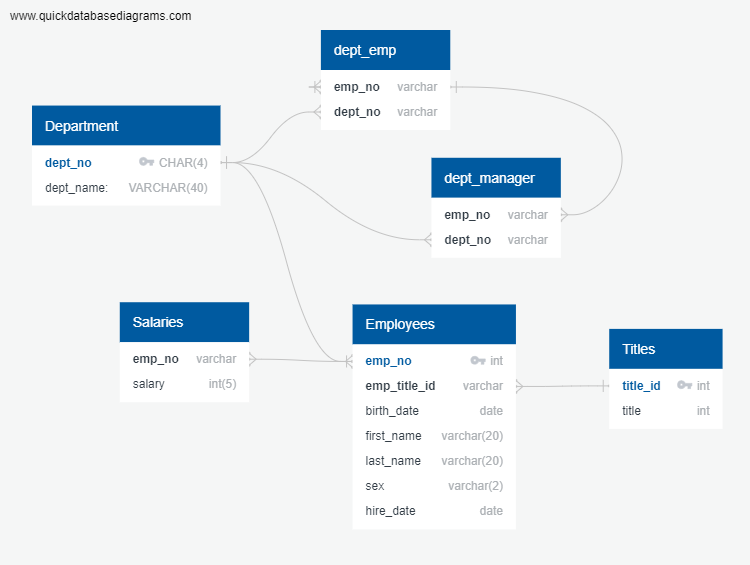 www.quickdatabasediagrams.com
dept_emp
emp_no varchar
dept_no varchar
Department
dept_no CHAR(4)
dept_name: VARCHAR(40)
dept_manager
emp_no varchar
dept_no varchar
Salaries
emp_no varchar
salary int(5)
Employees
emp_no int
emp_title_id varchar
birth_date date
first_name varchar(20)
last_name varchar(20)
sex varchar(2)
hire_date date
Titles
title_id int
title int